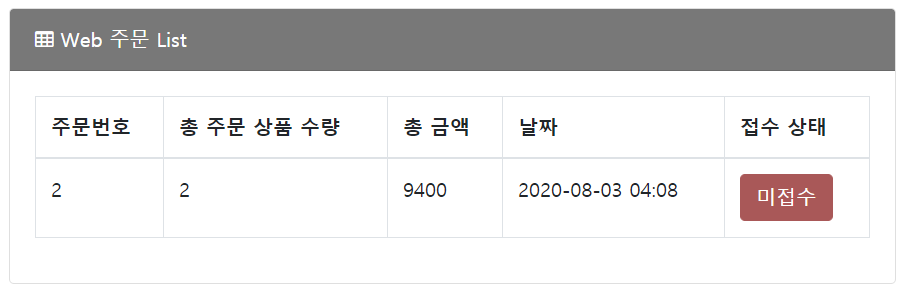 Web 주문 List
주문번호 총 주문 상품 수량 총 금액 날짜 접수 상태
2 2 9400 2020-08-03 04:08 미접수